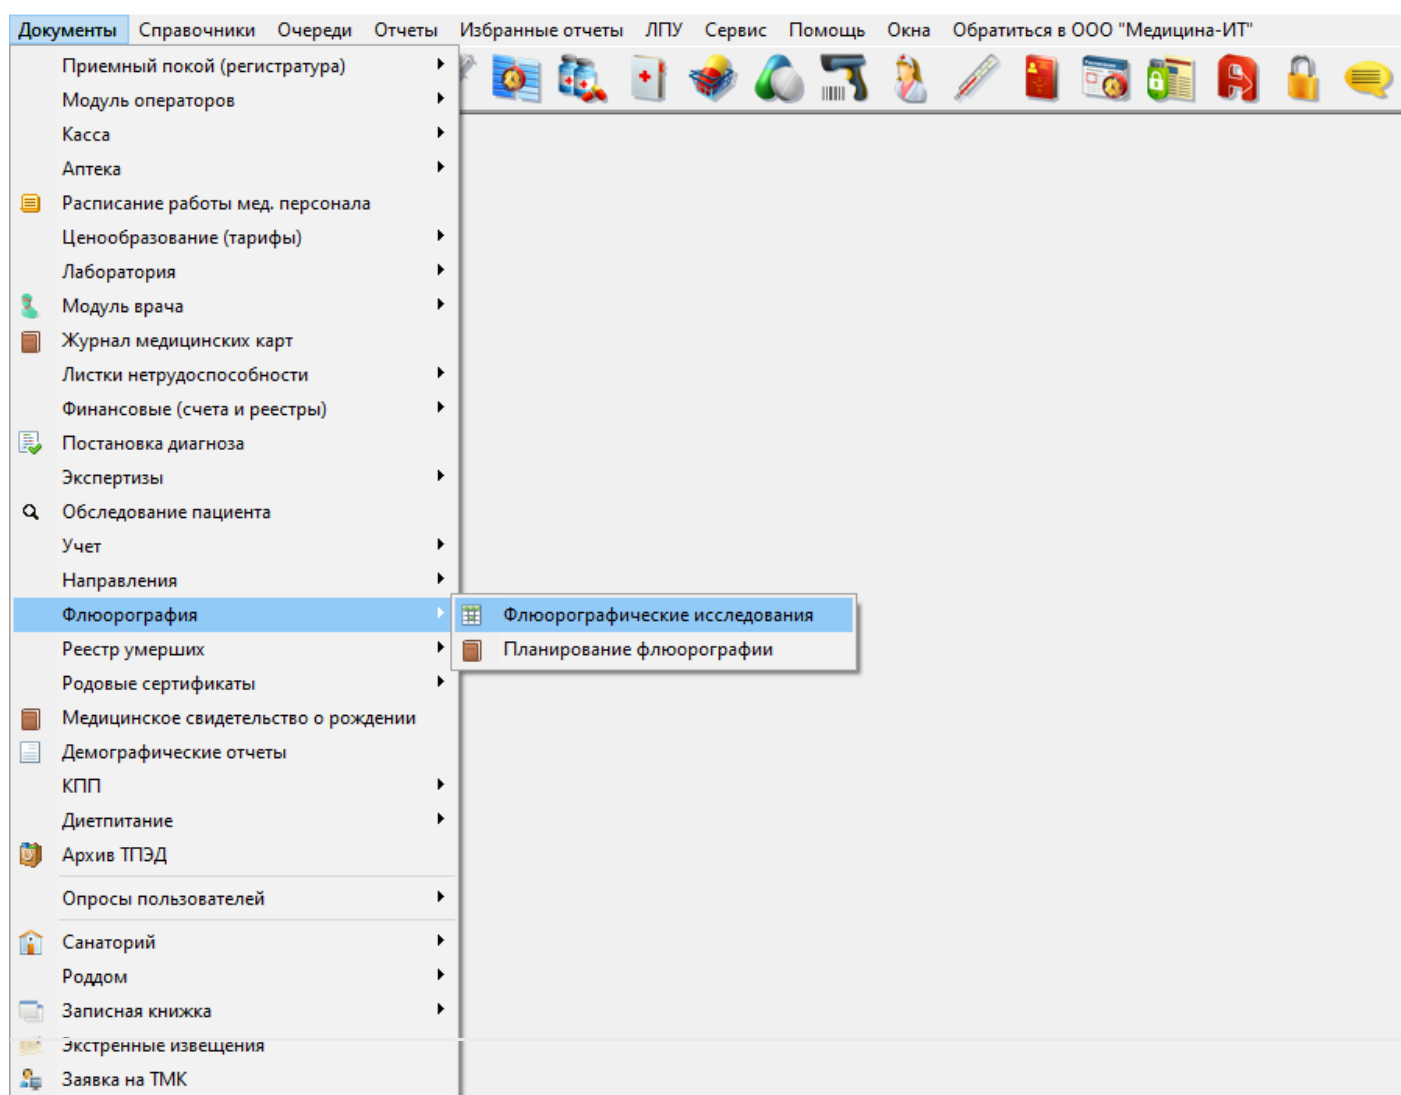 Документы Справочники Очереди Отчеты Избранные отчеты ЛПУ Сервис Помощь Окна Обратиться в ООО "Медицина-ИТ"
Приемный покой (регистратура)
Модуль операторов
Касса
Аптека
Расписание работы мед. персонала
Ценообразование (тарифы)
Лаборатория
Модуль врача
Журнал медицинских карт
Листки нетрудоспособности
Финансовые (счета и реестры)
Постановка диагноза
Экспертизы
Обследование пациента
Учет
Направления
Флюорография
Флюорографические исследования
Планирование флюорографии
Реестр умерших
Родовые сертификаты
Медицинское свидетельство о рождении
Демографические отчеты
КПП
Диетпитание
Архив ТПЭД
Опросы пользователей
Санаторий
Роддом
Записная книжка
Экстренные извещения
Заявка на ТМК